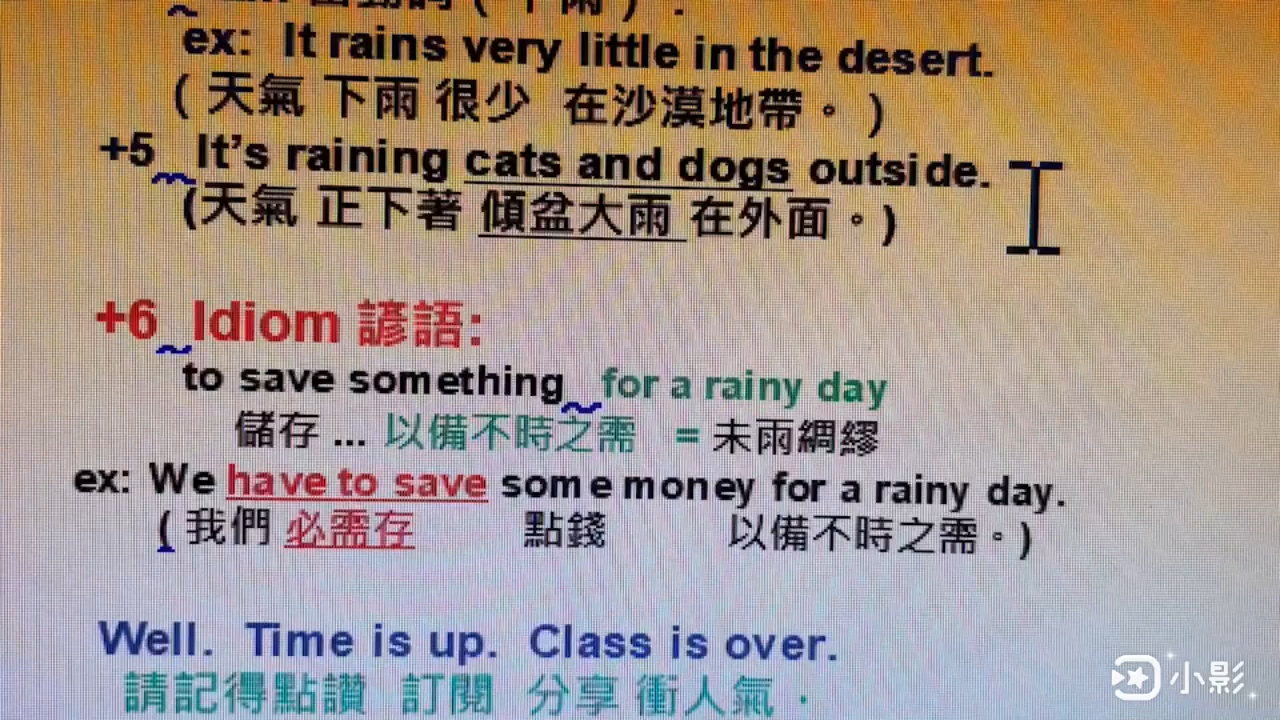 ex: It rains very little in the desert.
( 天氣 下雨 很少 在沙漠地帶。)
+5 It's raining cats and dogs outside.
(天氣 正下著 傾盆大雨 在外面。)
+6 Idiom 諺語:
to save something for a rainy day
儲存 ... 以備不時之需 = 未雨綢繆
ex: We have to save some money for a rainy day.
( 我們 必需存 點錢 以備不時之需。)
Well. Time is up. Class is over.
請記得點讚 訂閱 分享 衝人氣.
小影